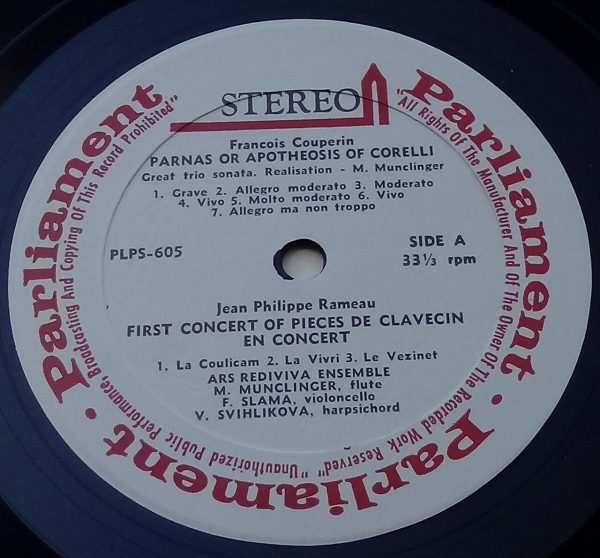 STEREO
Francois Couperin
PARNAS OR APOTHEOSIS OF CORELLI
Great trio sonata. Realisation - M. Munclinger
1. Grave 2. Allegro moderato 3. Moderato
4. Vivo 5. Molto moderato 6. Vivo
7. Allegro ma non troppo
PLPS-605
SIDE A
33⅓ rpm
Jean Philippe Rameau
FIRST CONCERT OF PIECES DE CLAVECIN
EN CONCERT
1. La Coulicam 2. La Vivri 3. Le Vezinet
ARS REDIVIVA ENSEMBLE
M. MUNCLINGER, flute
F. SLAMA, violoncello
V. SVIHLIKOVA, harpsichord
Parliament · Parliament · Parliament · Parliament
"All Rights Of The Manufacturer And Of The Owner Of The Recorded Work Reserved" "Unauthorized Public Performance, Broadcasting And Copying Of This Record Prohibited"